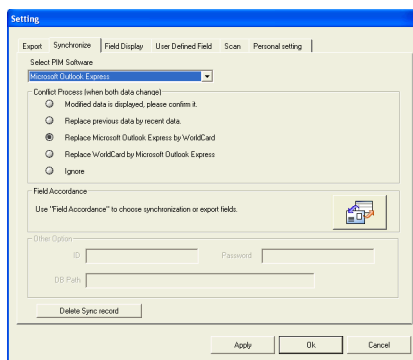 Setting
Export Synchronize Field Display User Defined Field Scan Personal setting
Select PIM Software
Microsoft Outlook Express
Conflict Process (when both data change)
Modified data is displayed, please confirm it.
Replace previous data by recent data.
Replace Microsoft Outlook Express by WorldCard
Replace WorldCard by Microsoft Outlook Express
Ignore
Field Accordance
Use "Field Accordance" to choose synchronization or export fields.
Other Option
ID Password
DB Path
Delete Sync record
Apply Ok Cancel